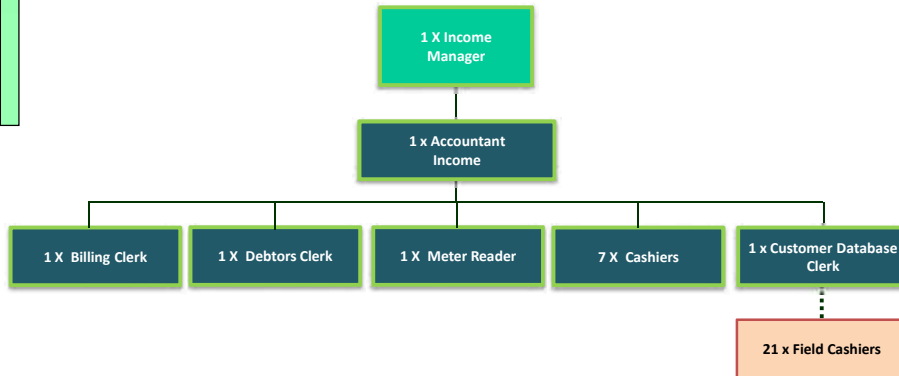 1 X Income
Manager
1 x Accountant
Income
1 X  Billing Clerk
1 X  Debtors Clerk
1 X  Meter Reader
7 X  Cashiers
1 x Customer Database
Clerk
21 x Field Cashiers